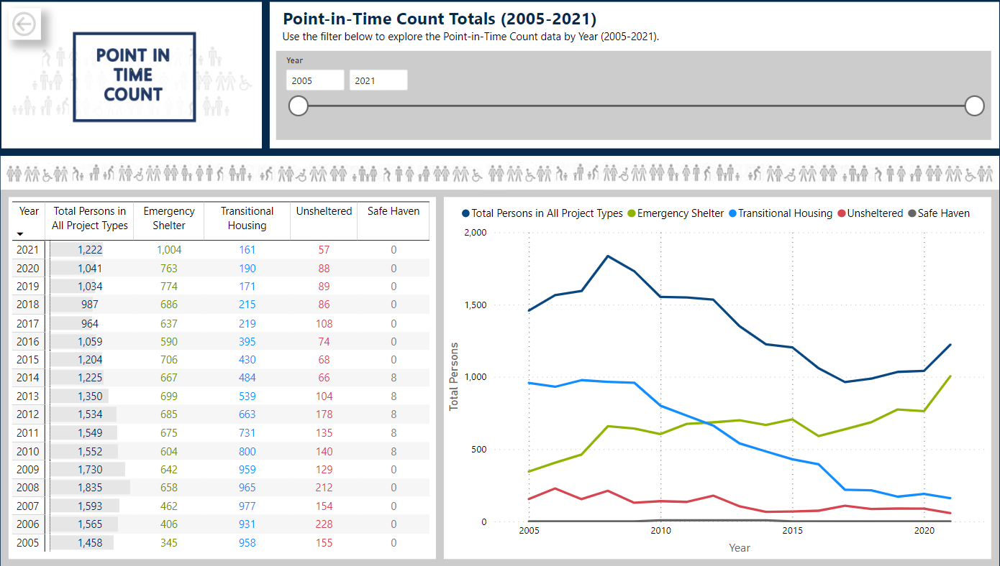 POINT IN
TIME
COUNT
Point-in-Time Count Totals (2005-2021)
Use the filter below to explore the Point-in-Time Count data by Year (2005-2021).
Year
2005 2021
Year Total Persons in All Project Types Emergency Shelter Transitional Housing Unsheltered Safe Haven
2021 1,222 1,004 161 57 0
2020 1,041 763 190 88 0
2019 1,034 774 171 89 0
2018 987 686 215 86 0
2017 964 637 219 108 0
2016 1,059 590 395 74 0
2015 1,204 706 430 68 0
2014 1,225 667 484 66 8
2013 1,350 699 539 104 8
2012 1,534 685 663 178 8
2011 1,549 675 731 135 8
2010 1,552 604 800 140 8
2009 1,730 642 959 129 0
2008 1,835 658 965 212 0
2007 1,593 462 977 154 0
2006 1,565 406 931 228 0
2005 1,458 345 958 155 0
Total Persons in All Project Types Emergency Shelter Transitional Housing Unsheltered Safe Haven
2,000
1,500
1,000
500
0
Total Persons
2005 2010 2015 2020
Year